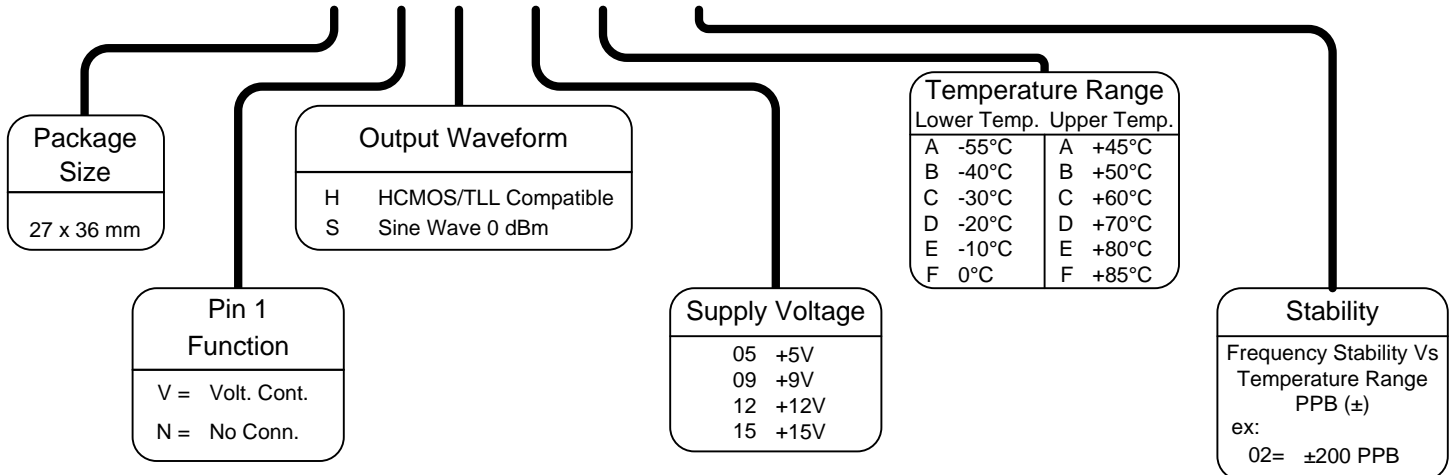 Package
Size
27 x 36 mm
Pin 1
Function
V = Volt. Cont.
N = No Conn.
Output Waveform
H HCMOS/TLL Compatible
S Sine Wave 0 dBm
Supply Voltage
05 +5V
09 +9V
12 +12V
15 +15V
Temperature Range
Lower Temp. Upper Temp.
A -55°C A +45°C
B -40°C B +50°C
C -30°C C +60°C
D -20°C D +70°C
E -10°C E +80°C
F 0°C F +85°C
Stability
Frequency Stability Vs
Temperature Range
PPB (±)
ex:
02= ±200 PPB